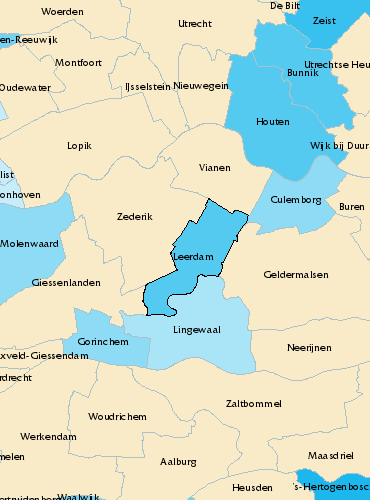 De Bilt
Woerden
Zeist
Utrecht
en-Reeuwijk
Montfoort
Utrechtse Heu
Bunnik
Oudewater
IJsselstein
Nieuwegein
Houten
Lopik
Wijk bij Duur
Vianen
list
onhoven
Culemborg
Buren
Zederik
Molenwaard
Leerdam
Geldermalsen
Giessenlanden
Lingewaal
Gorinchem
Neerijnen
xveld-Giessendam
rdrecht
Zaltbommel
Woudrichem
Werkendam
Maasdriel
melen
Aalburg
's-Hertogenbosc
Heusden
ertruidenberg
Waalwijk